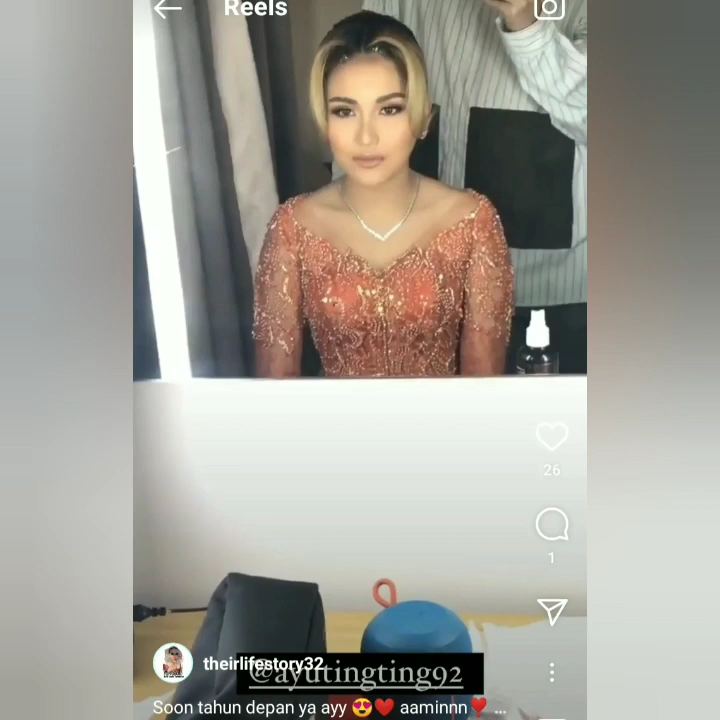 Reels
26
1
theirlifestory32
@ayutingting92
Soon tahun depan ya ayy 😍❤️ aaminnn❣️ ...